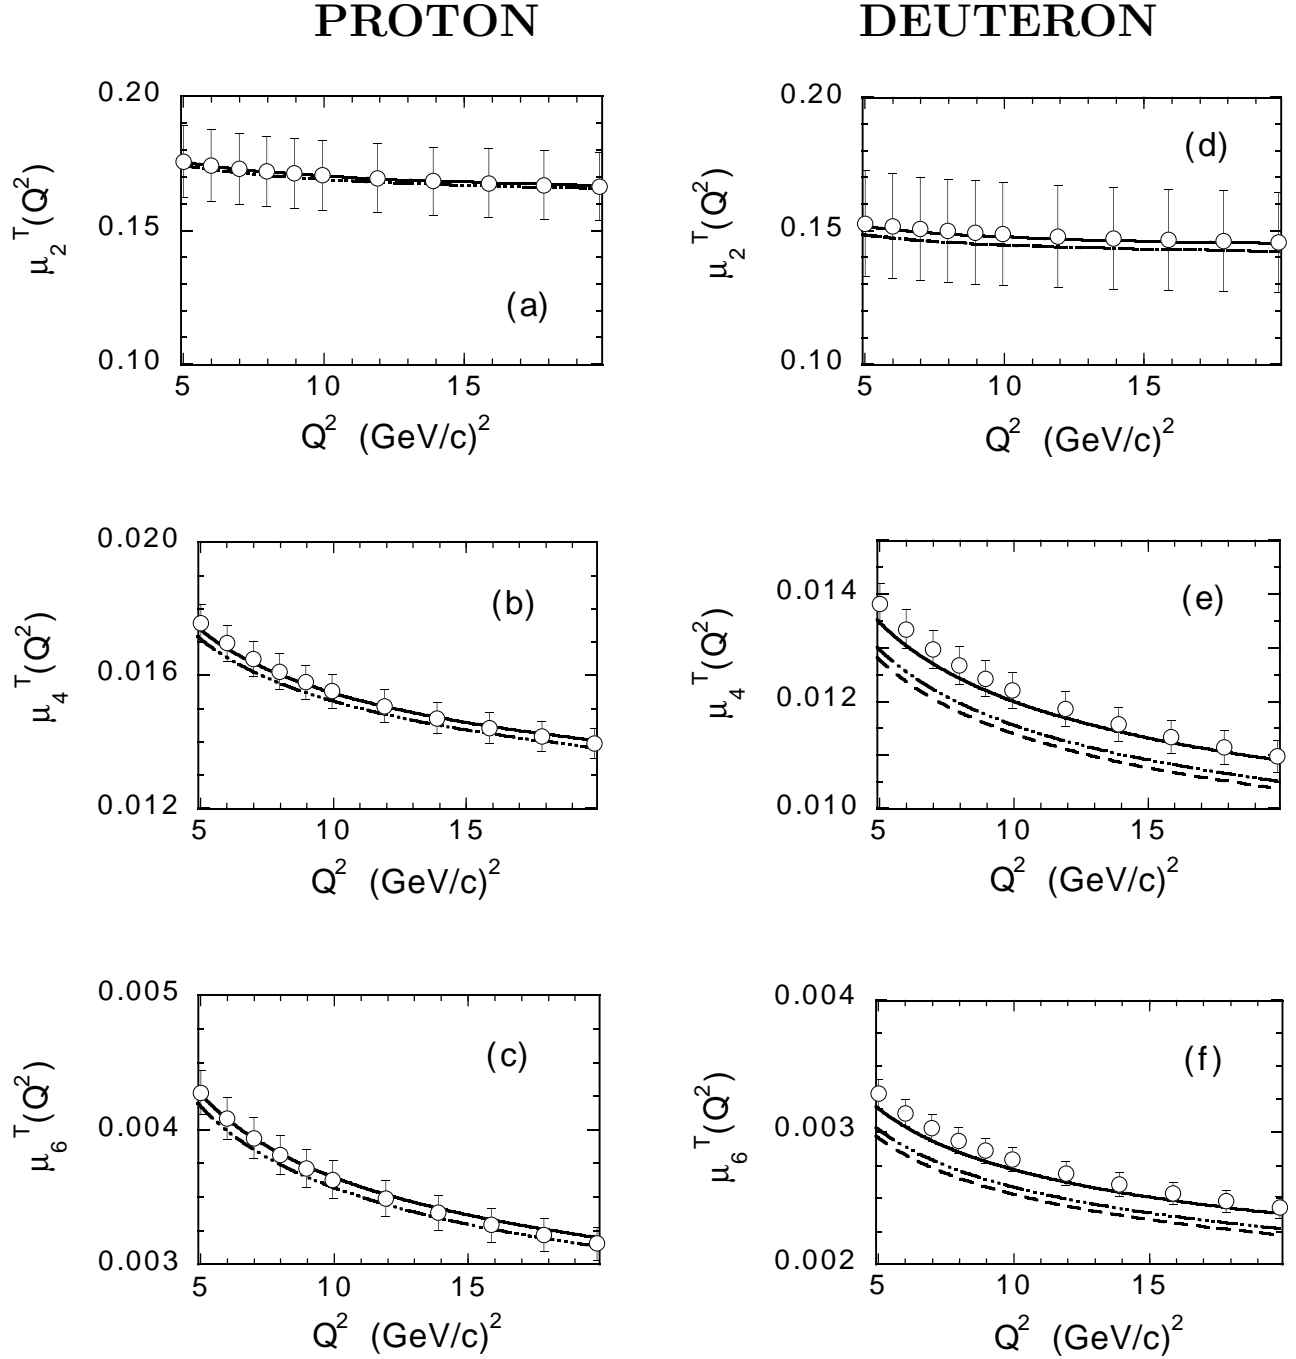 PROTON DEUTERON
0.20
0.15
0.10
μ₂ᵀ(Q²)
(a)
5 10 15
Q² (GeV/c)²
0.20
0.15
0.10
μ₂ᵀ(Q²)
(d)
5 10 15
Q² (GeV/c)²
0.020
0.016
0.012
μ₄ᵀ(Q²)
(b)
5 10 15
Q² (GeV/c)²
0.014
0.012
0.010
μ₄ᵀ(Q²)
(e)
5 10 15
Q² (GeV/c)²
0.005
0.004
0.003
μ₆ᵀ(Q²)
(c)
5 10 15
Q² (GeV/c)²
0.004
0.003
0.002
μ₆ᵀ(Q²)
(f)
5 10 15
Q² (GeV/c)²